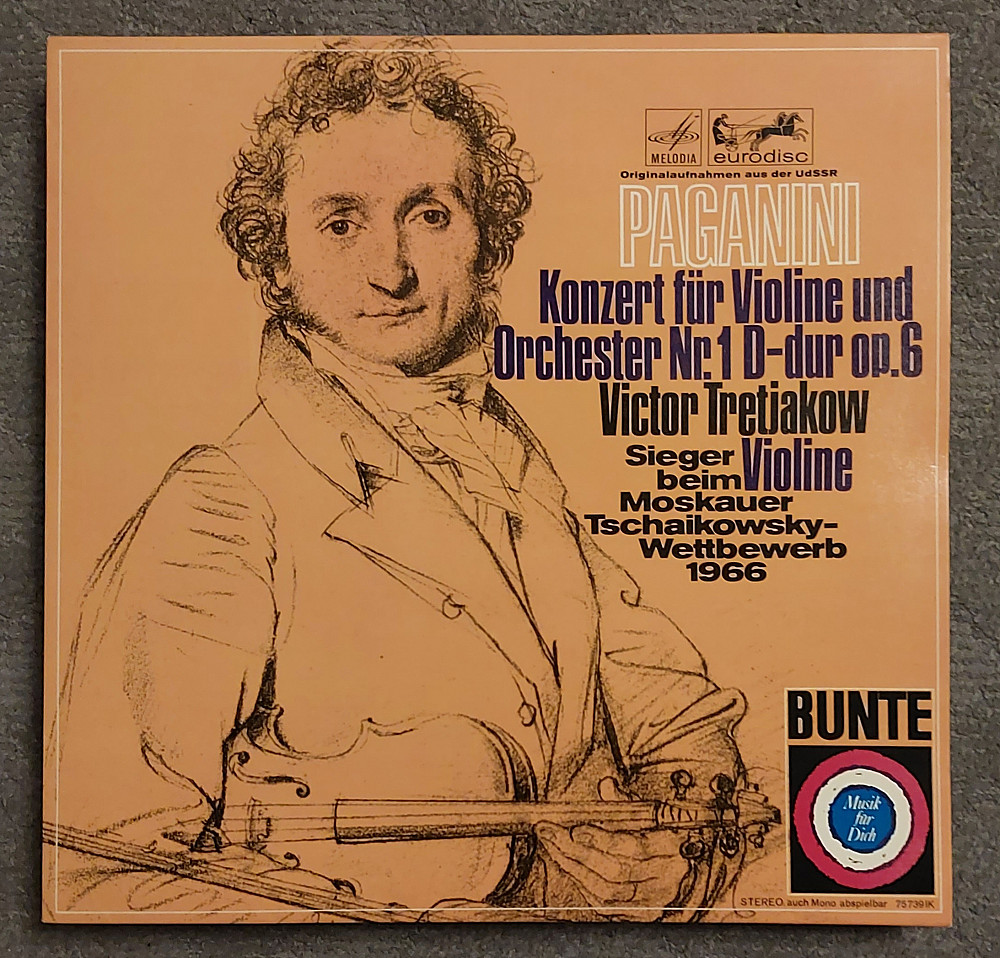 MELODIA
eurodisc
Originalaufnahmen aus der UdSSR
PAGANINI
Konzert für Violine und
Orchester Nr.1 D-dur op.6
Victor Tretjakow
Violine
Sieger
beim
Moskauer
Tschaikowsky-
Wettbewerb
1966
BUNTE
Musik
für
Dich
STEREO, auch Mono abspielbar 75739 IK